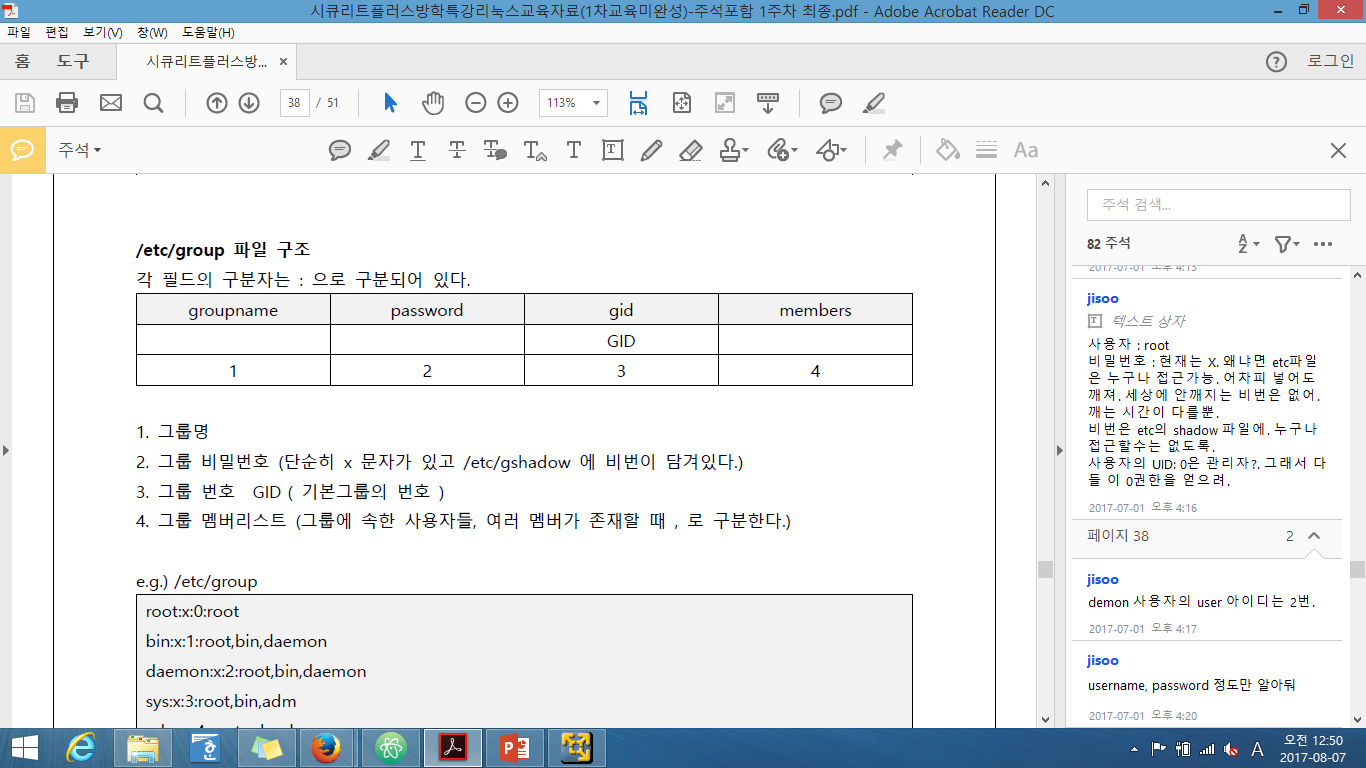 시큐리트플러스방학특강리눅스교육자료(1차교육미완성)-주석포함 1주차 최종.pdf - Adobe Acrobat Reader DC
파일 편집 보기(V) 창(W) 도움말(H)
홈 도구 시큐리트플러스방... × 로그인
38 / 51 113%
주석
/etc/group 파일 구조
각 필드의 구분자는 : 으로 구분되어 있다.
groupname password gid members
GID
1 2 3 4
1. 그룹명
2. 그룹 비밀번호 (단순히 x 문자가 있고 /etc/gshadow 에 비번이 담겨있다.)
3. 그룹 번호 GID ( 기본그룹의 번호 )
4. 그룹 멤버리스트 (그룹에 속한 사용자들, 여러 멤버가 존재할 때 , 로 구분한다.)
e.g.) /etc/group
root:x:0:root
bin:x:1:root,bin,daemon
daemon:x:2:root,bin,daemon
sys:x:3:root,bin,adm
주석 검색...
82 주석
2017-07-01 오후 4:15
jisoo
텍스트 상자
사용자 : root
비밀번호 : 현재는 X. 왜냐면 etc파일
은 누구나 접근가능. 어차피 넣어도
깨져. 세상에 안깨지는 비번은 없어.
깨는 시간이 다를뿐.
비번은 etc의 shadow 파일에. 누구나
접근할수는 없도록.
사용자의 UID: 0은 관리자?. 그래서 다
들 이 0권한을 얻으려.
2017-07-01 오후 4:16
페이지 38 2
jisoo
demon 사용자의 user 아이디는 2번.
2017-07-01 오후 4:17
jisoo
username, password 정도만 알아둬
2017-07-01 오후 4:20
A 오전 12:50
2017-08-07